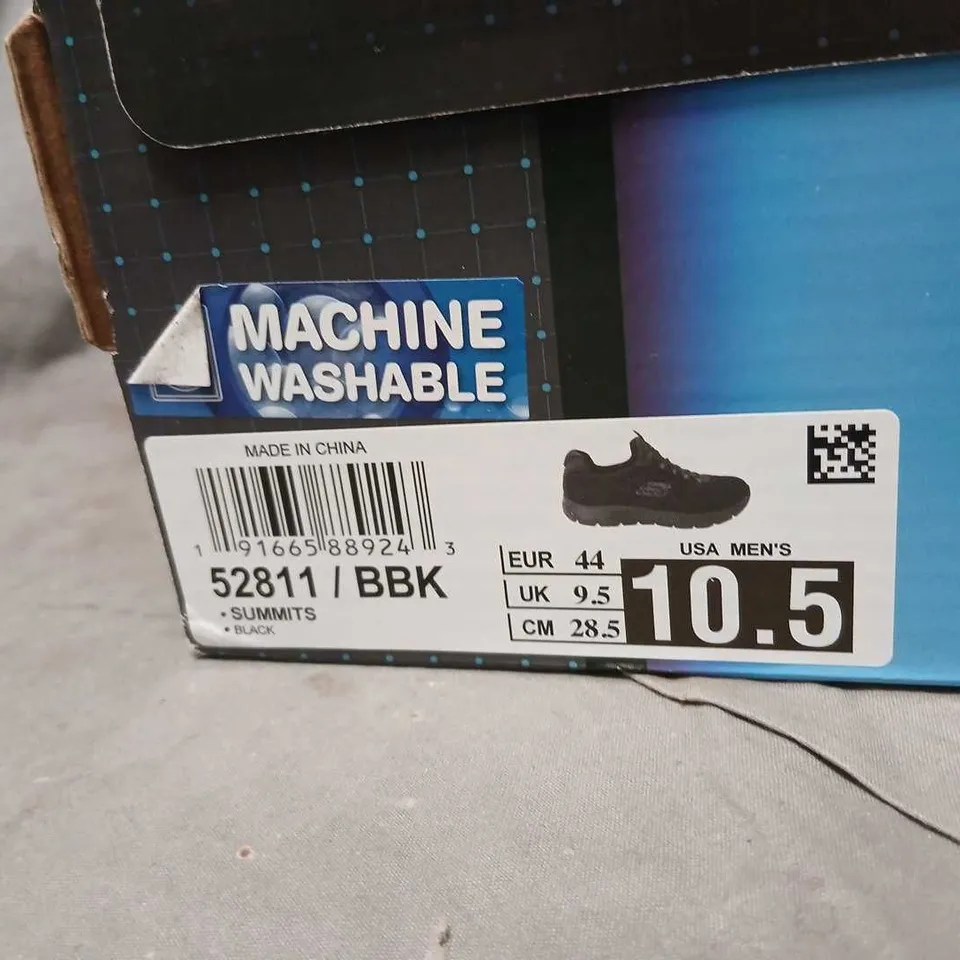 MACHINE
WASHABLE
MADE IN CHINA
1 91665 88924 3
52811 / BBK
• SUMMITS
• BLACK
EUR 44
UK 9.5
CM 28.5
USA MEN'S
10.5